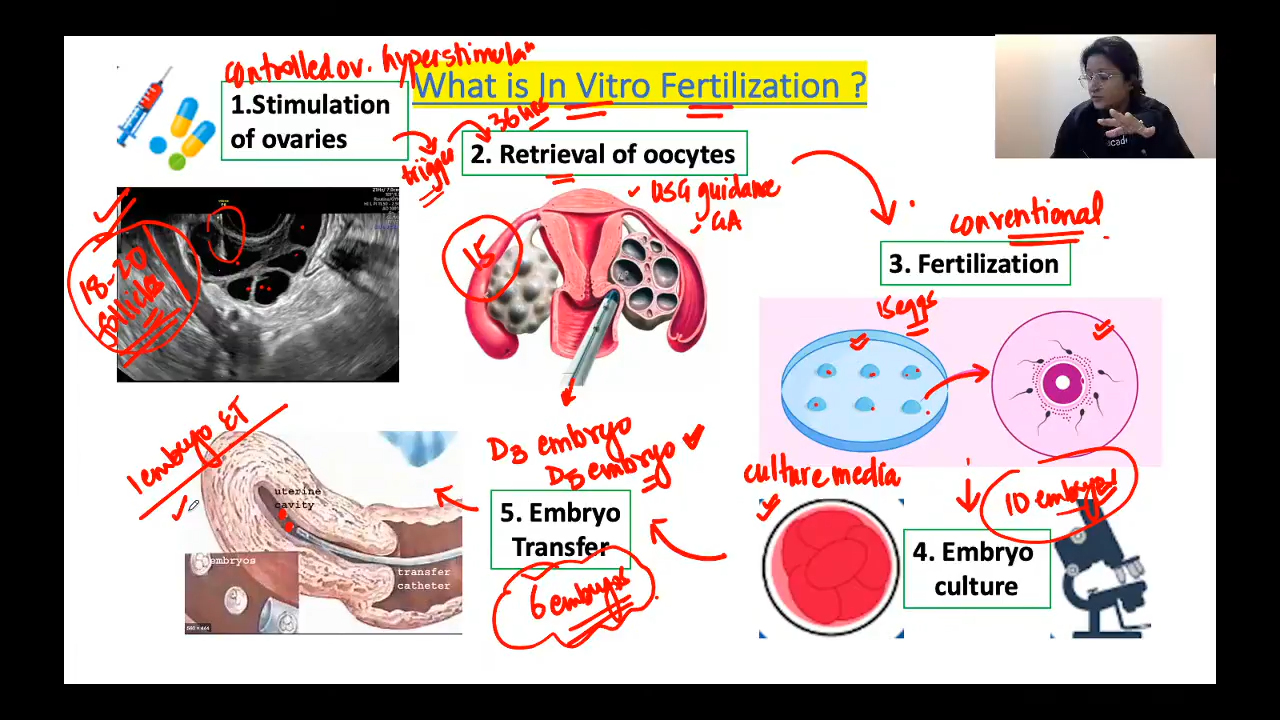 controlled ov. hyperstimulaⁿ
What is In Vitro Fertilization ?
1.Stimulation
of ovaries
trigger
36 hrs
2. Retrieval of oocytes
USG guidance
GA
18-20
follicles
15
conventional
3. Fertilization
15 eggs
10 embryos
culture media
4. Embryo
culture
D3 embryo
D5 embryo
5. Embryo
Transfer
6 embryos
1 embryo ET
uterine
cavity
transfer
catheter
embryos
acade